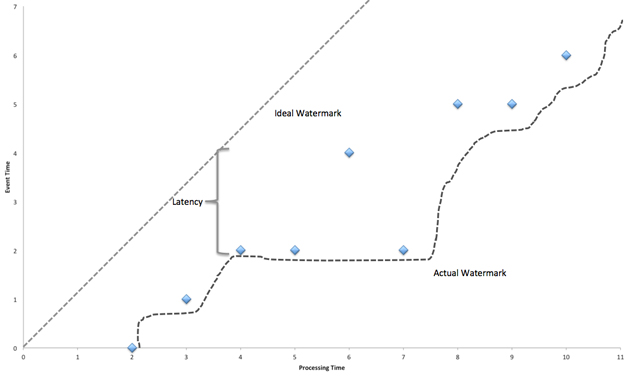 7
6
Ideal Watermark
5
4
Event Time
3
Latency
2
Actual Watermark
1
0
0 1 2 3 4 5 6 7 8 9 10 11
Processing Time